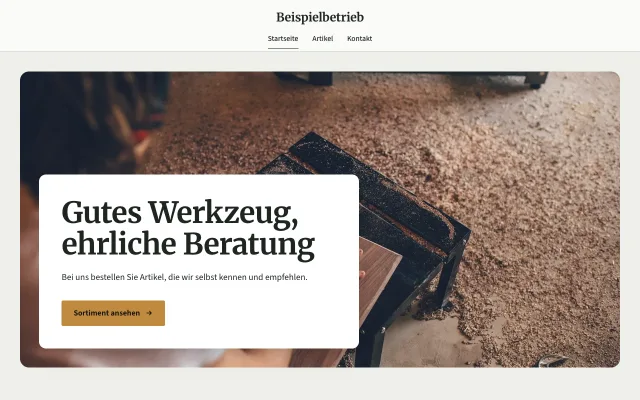 Beispielbetrieb
Startseite Artikel Kontakt
Gutes Werkzeug,
ehrliche Beratung
Bei uns bestellen Sie Artikel, die wir selbst kennen und empfehlen.
Sortiment ansehen →